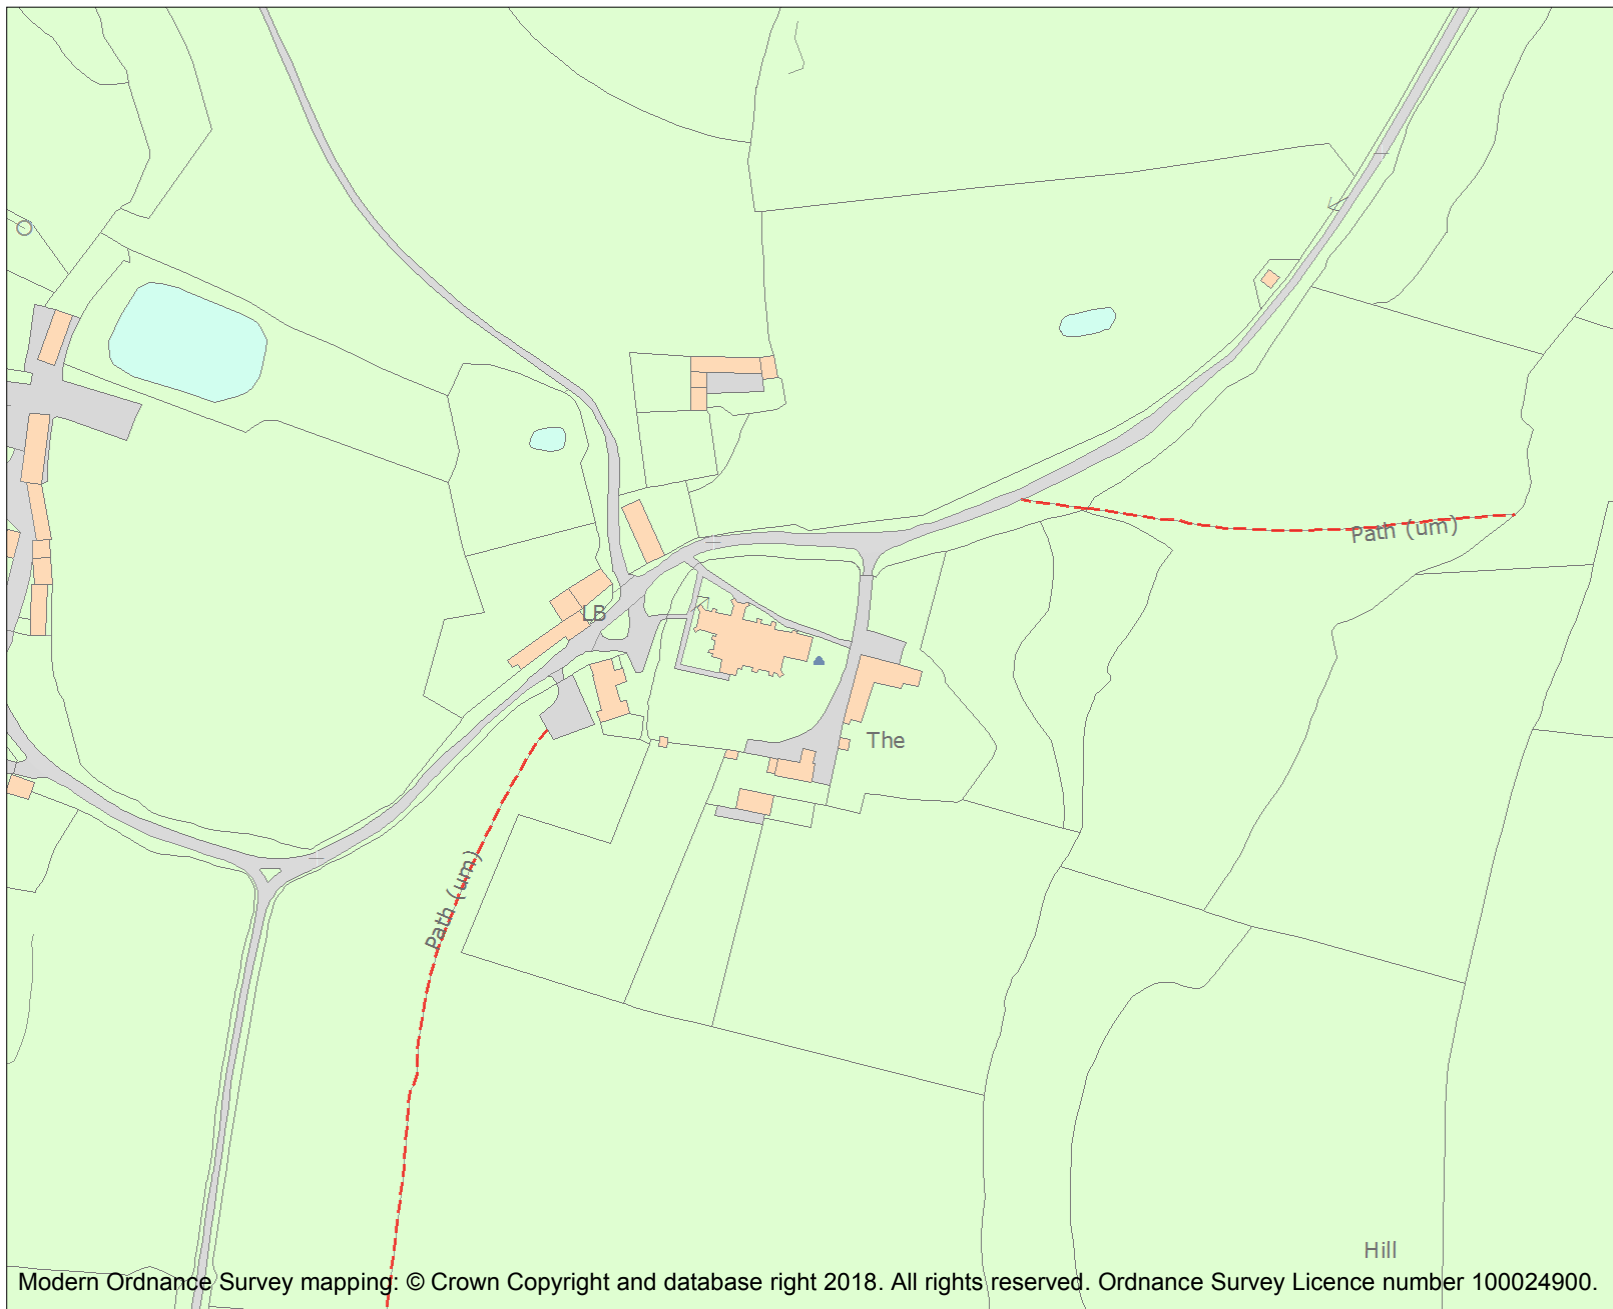 LB
Path (um)
The
Path (um)
Hill
Modern Ordnance Survey mapping: © Crown Copyright and database right 2018. All rights reserved. Ordnance Survey Licence number 100024900.